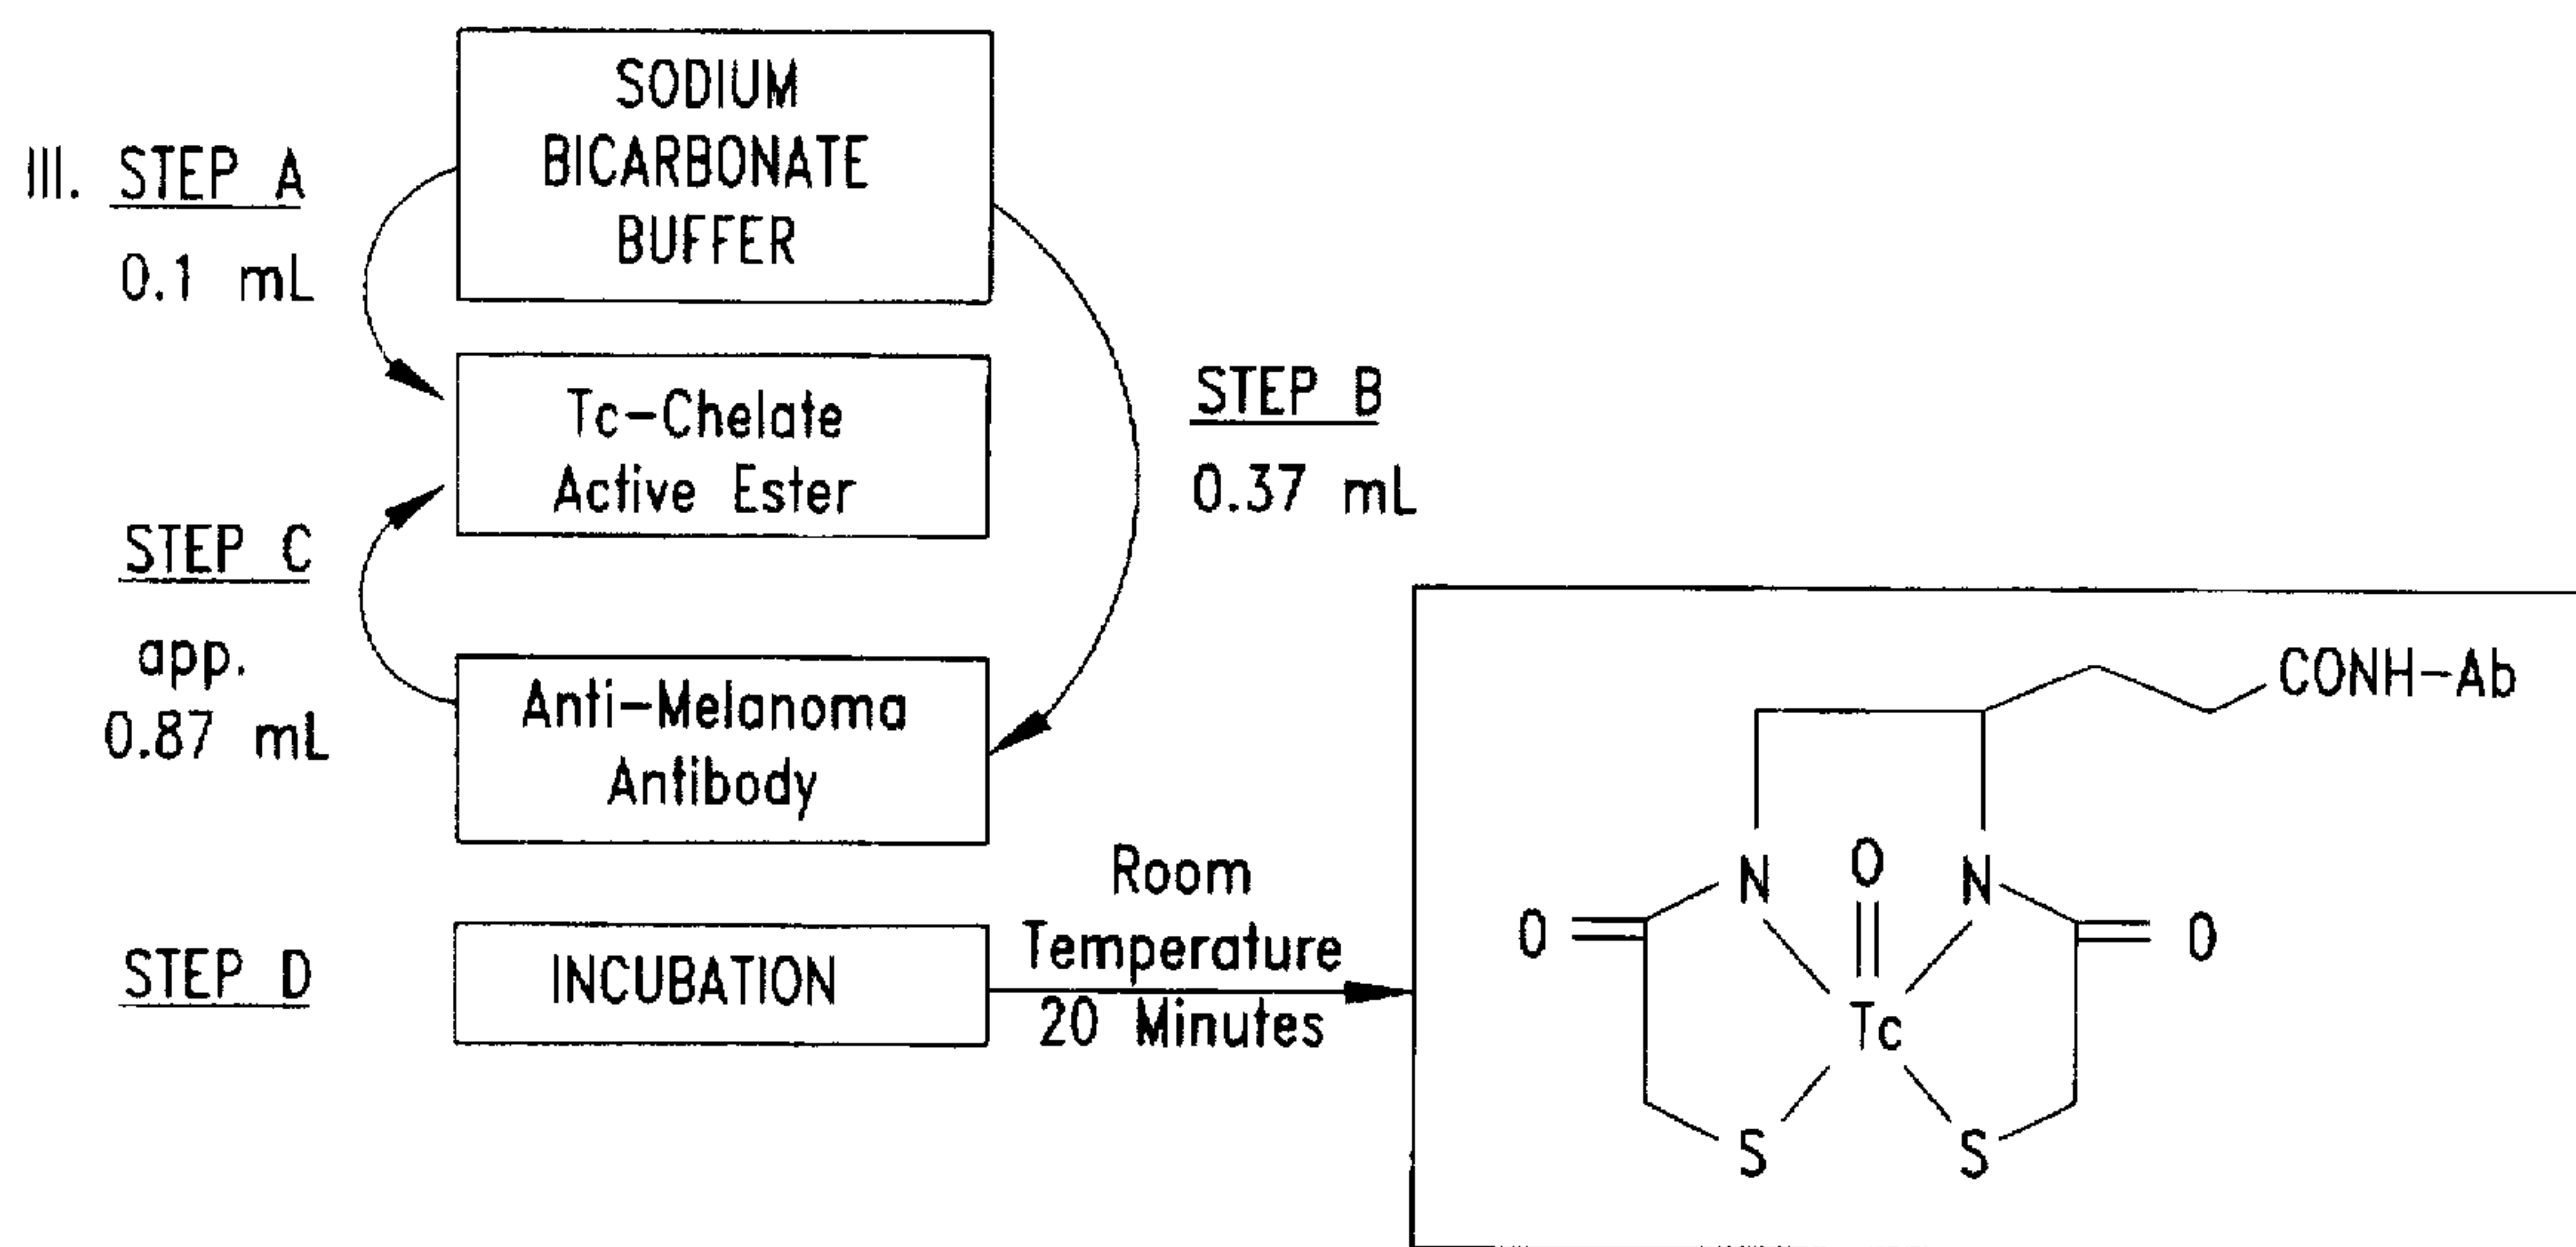 SODIUM
BICARBONATE
BUFFER
III. STEP A
0.1 mL
Tc-Chelate
Active Ester
STEP B
0.37 mL
STEP C
app.
0.87 mL
Anti-Melanoma
Antibody
STEP D
INCUBATION
Room
Temperature
20 Minutes
CONH-Ab
N
O
N
O
O
Tc
S
S